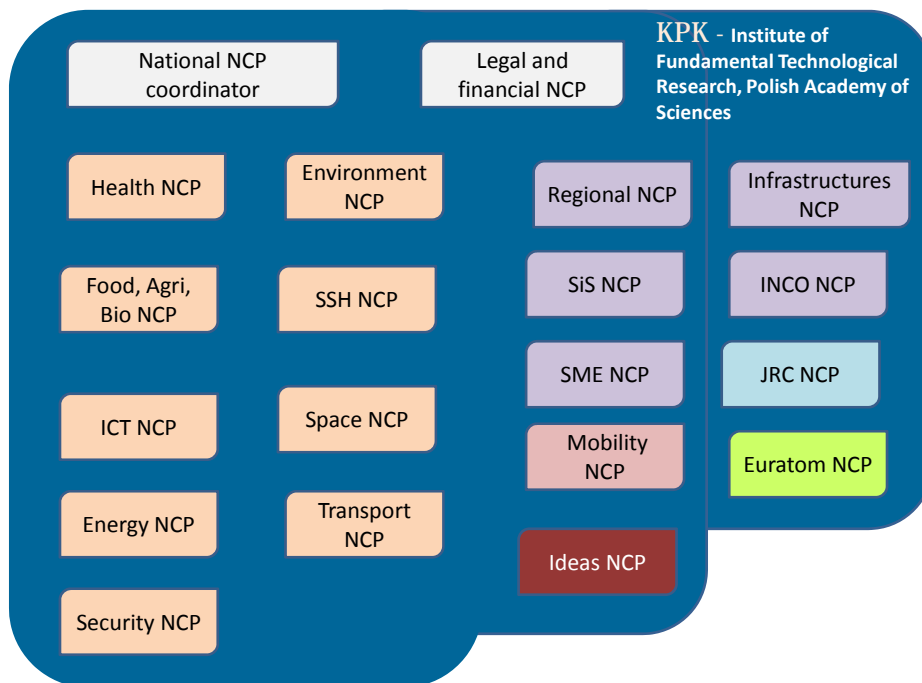 KPK - Institute of
Fundamental Technological
Research, Polish Academy of
Sciences
National NCP
coordinator
Legal and
financial NCP
Health NCP
Environment
NCP
Regional NCP
Infrastructures
NCP
Food, Agri,
Bio NCP
SSH NCP
SiS NCP
INCO NCP
SME NCP
JRC NCP
ICT NCP
Space NCP
Mobility
NCP
Euratom NCP
Energy NCP
Transport
NCP
Ideas NCP
Security NCP